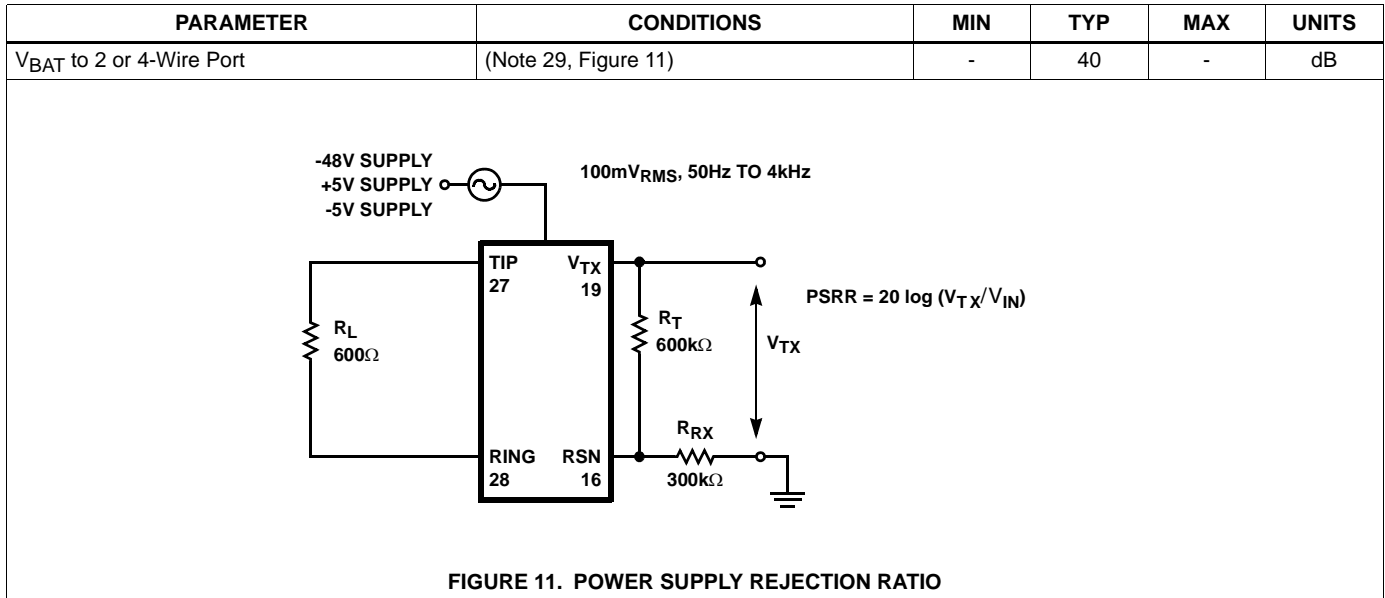 PARAMETER CONDITIONS MIN TYP MAX UNITS
VBAT to 2 or 4-Wire Port (Note 29, Figure 11) - 40 - dB
-48V SUPPLY
+5V SUPPLY
-5V SUPPLY
100mVRMS, 50Hz TO 4kHz
TIP
27
VTX
19
PSRR = 20 log (VTX/VIN)
RL
600Ω
RT
600kΩ
VTX
RRX
300kΩ
RING
28
RSN
16
FIGURE 11. POWER SUPPLY REJECTION RATIO